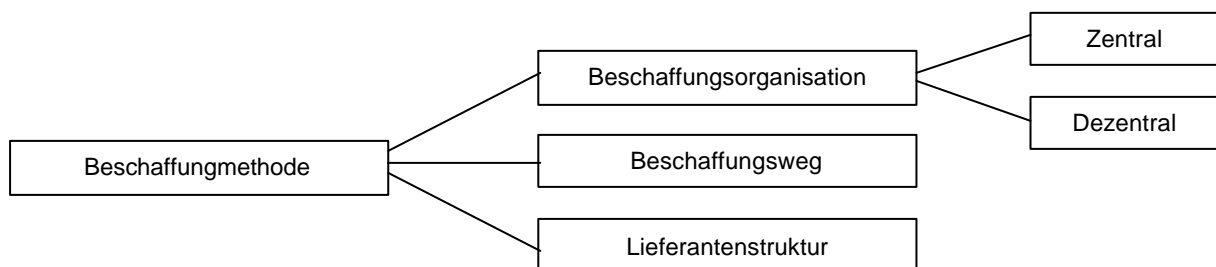 Zentral
Beschaffungsorganisation
Dezentral
Beschaffungmethode
Beschaffungsweg
Lieferantenstruktur